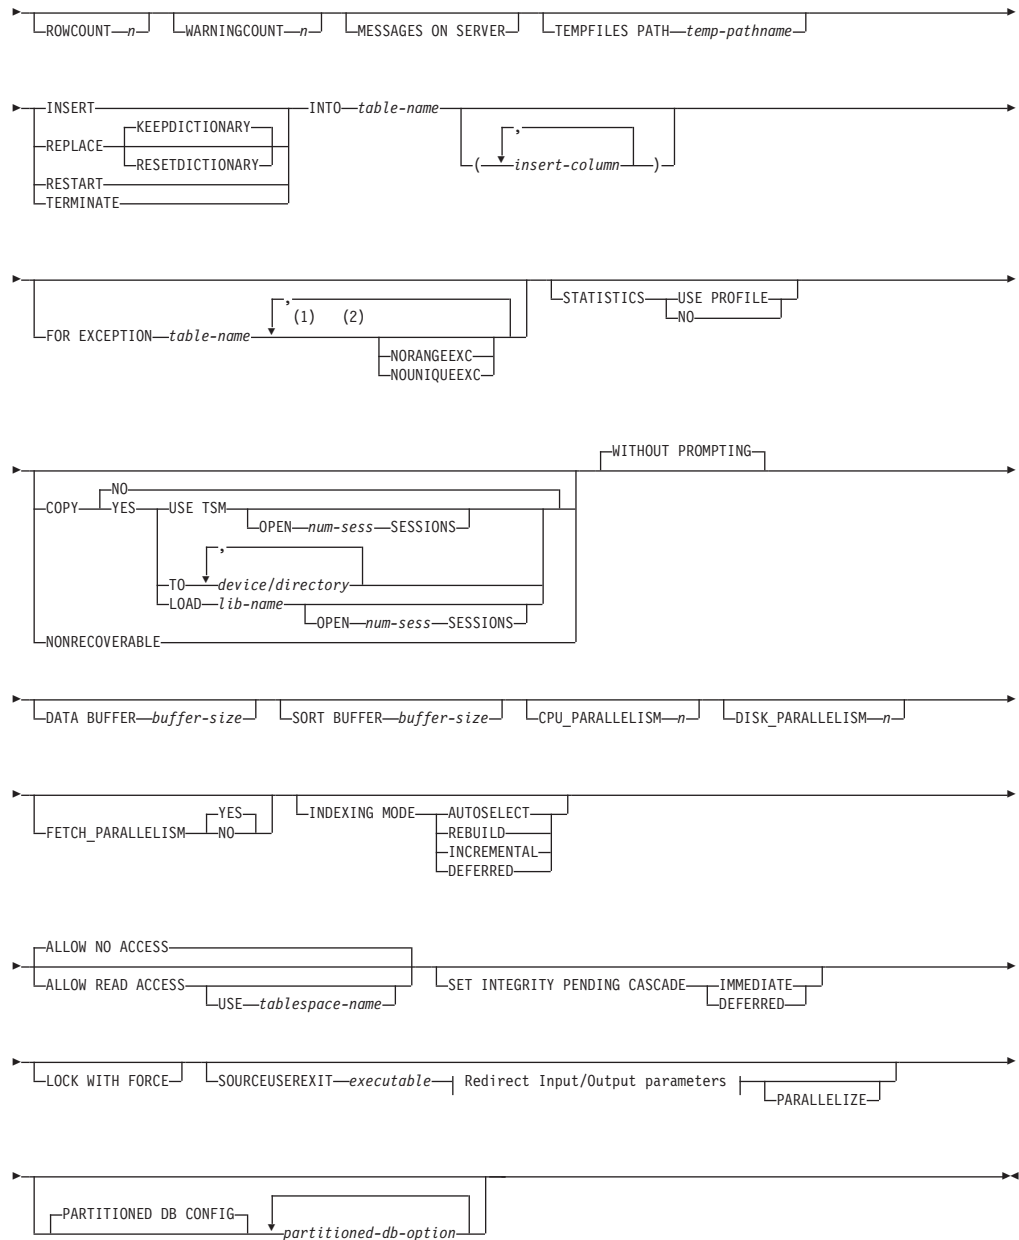 ROWCOUNT n WARNINGCOUNT n MESSAGES ON SERVER TEMPFILES PATH temp-pathname
INSERT INTO table-name
KEEPDICTIONARY ,
REPLACE
RESETDICTIONARY ( insert-column )
RESTART
TERMINATE
STATISTICS USE PROFILE
, NO
(1) (2)
FOR EXCEPTION table-name
NORANGEEXC
NOUNIQUEEXC
WITHOUT PROMPTING
NO
COPY YES USE TSM
OPEN num-sess SESSIONS
,
TO device/directory
LOAD lib-name
OPEN num-sess SESSIONS
NONRECOVERABLE
DATA BUFFER buffer-size SORT BUFFER buffer-size CPU_PARALLELISM n DISK_PARALLELISM n
YES INDEXING MODE AUTOSELECT
FETCH_PARALLELISM NO REBUILD
INCREMENTAL
DEFERRED
ALLOW NO ACCESS
ALLOW READ ACCESS SET INTEGRITY PENDING CASCADE IMMEDIATE
USE tablespace-name DEFERRED
LOCK WITH FORCE SOURCEUSEREXIT executable Redirect Input/Output parameters
PARALLELIZE
PARTITIONED DB CONFIG
partitioned-db-option